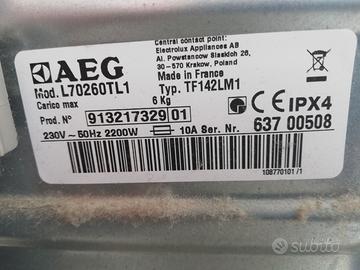 AEG
Central contact point:
Electrolux Appliances AB
Al. Powstancow Slaskich 26,
30 - 570 Krakow, Poland
Made in France
Mod. L70260TL1
Typ. TF142LM1
Carico max
6 Kg
Prod. N° 913217329 01
CE IPX4
230V ~ 50Hz 2200W 10A Ser. Nr. 637 00508
108770101 /1
subito